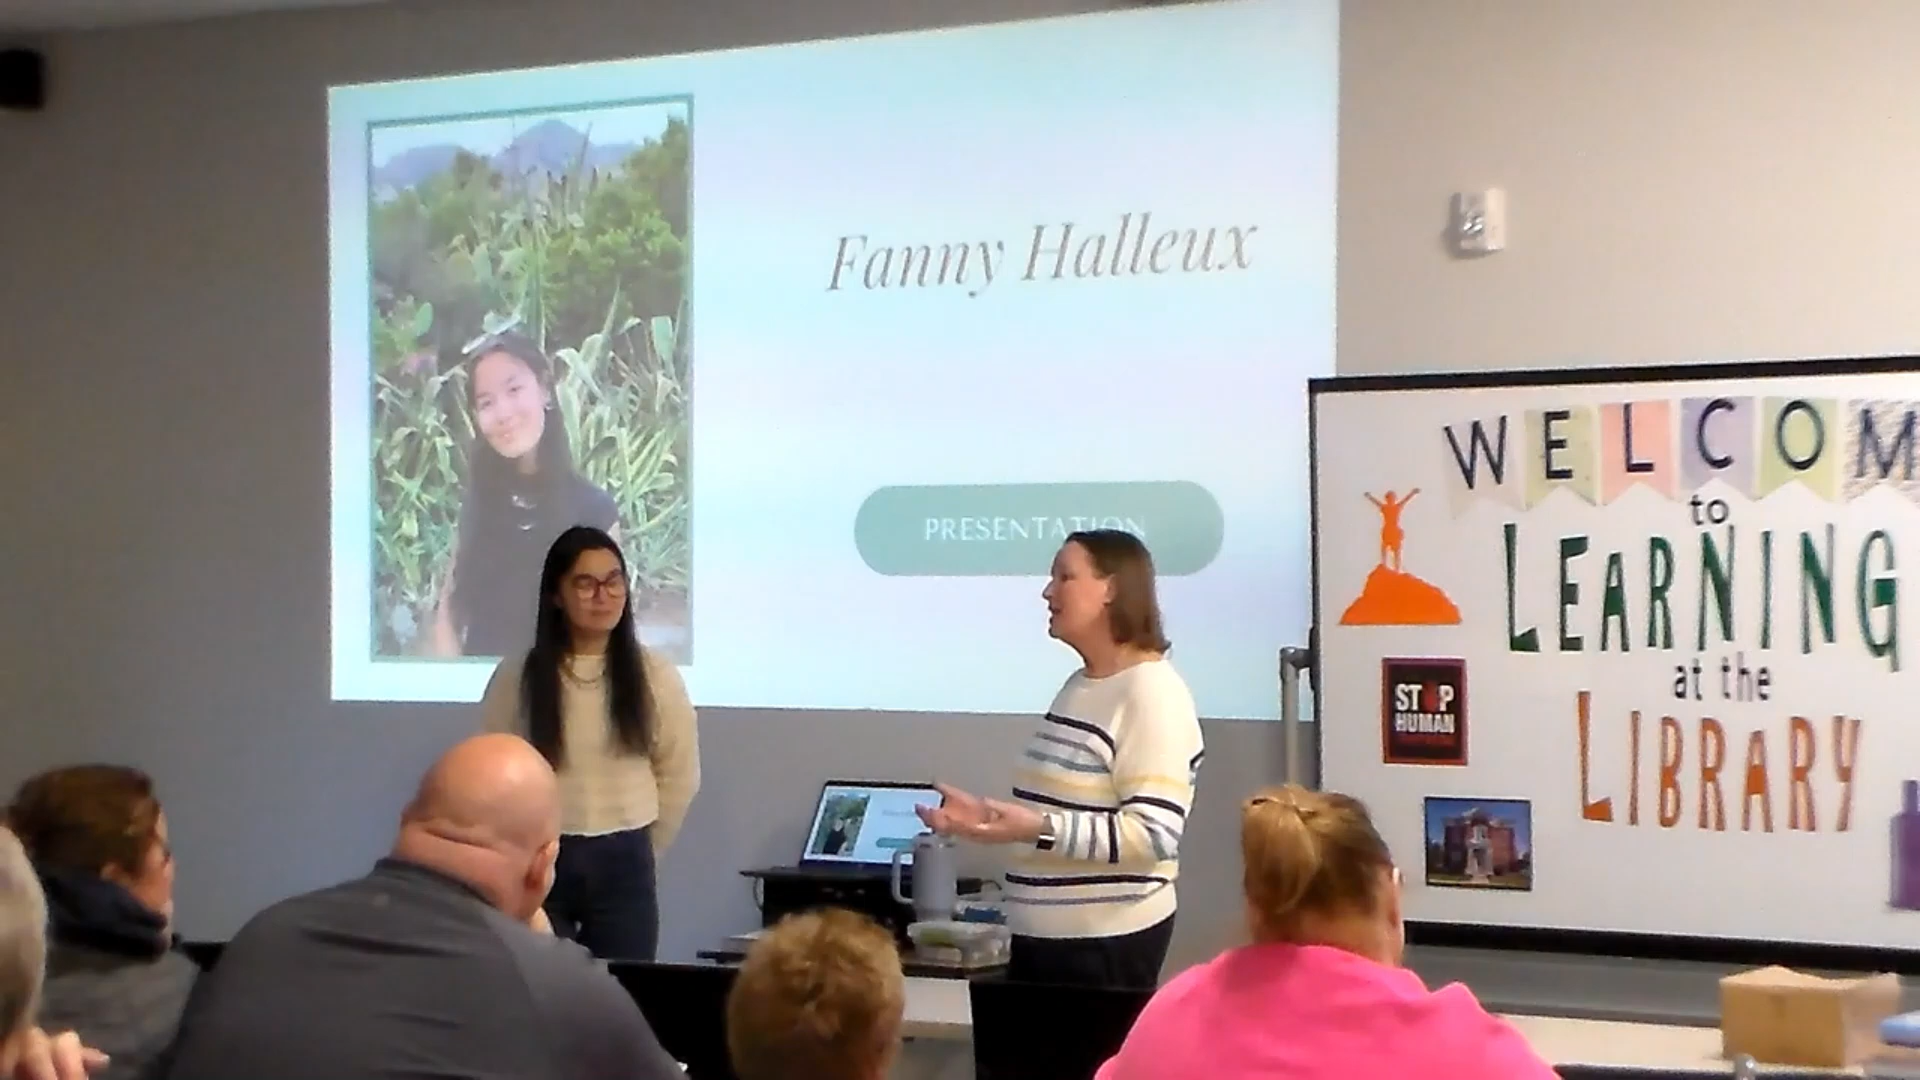 Fanny Halleux
PRESENTATION
WELCOM
to
LEARNING
at the
LIBRARY
STOP
HUMAN